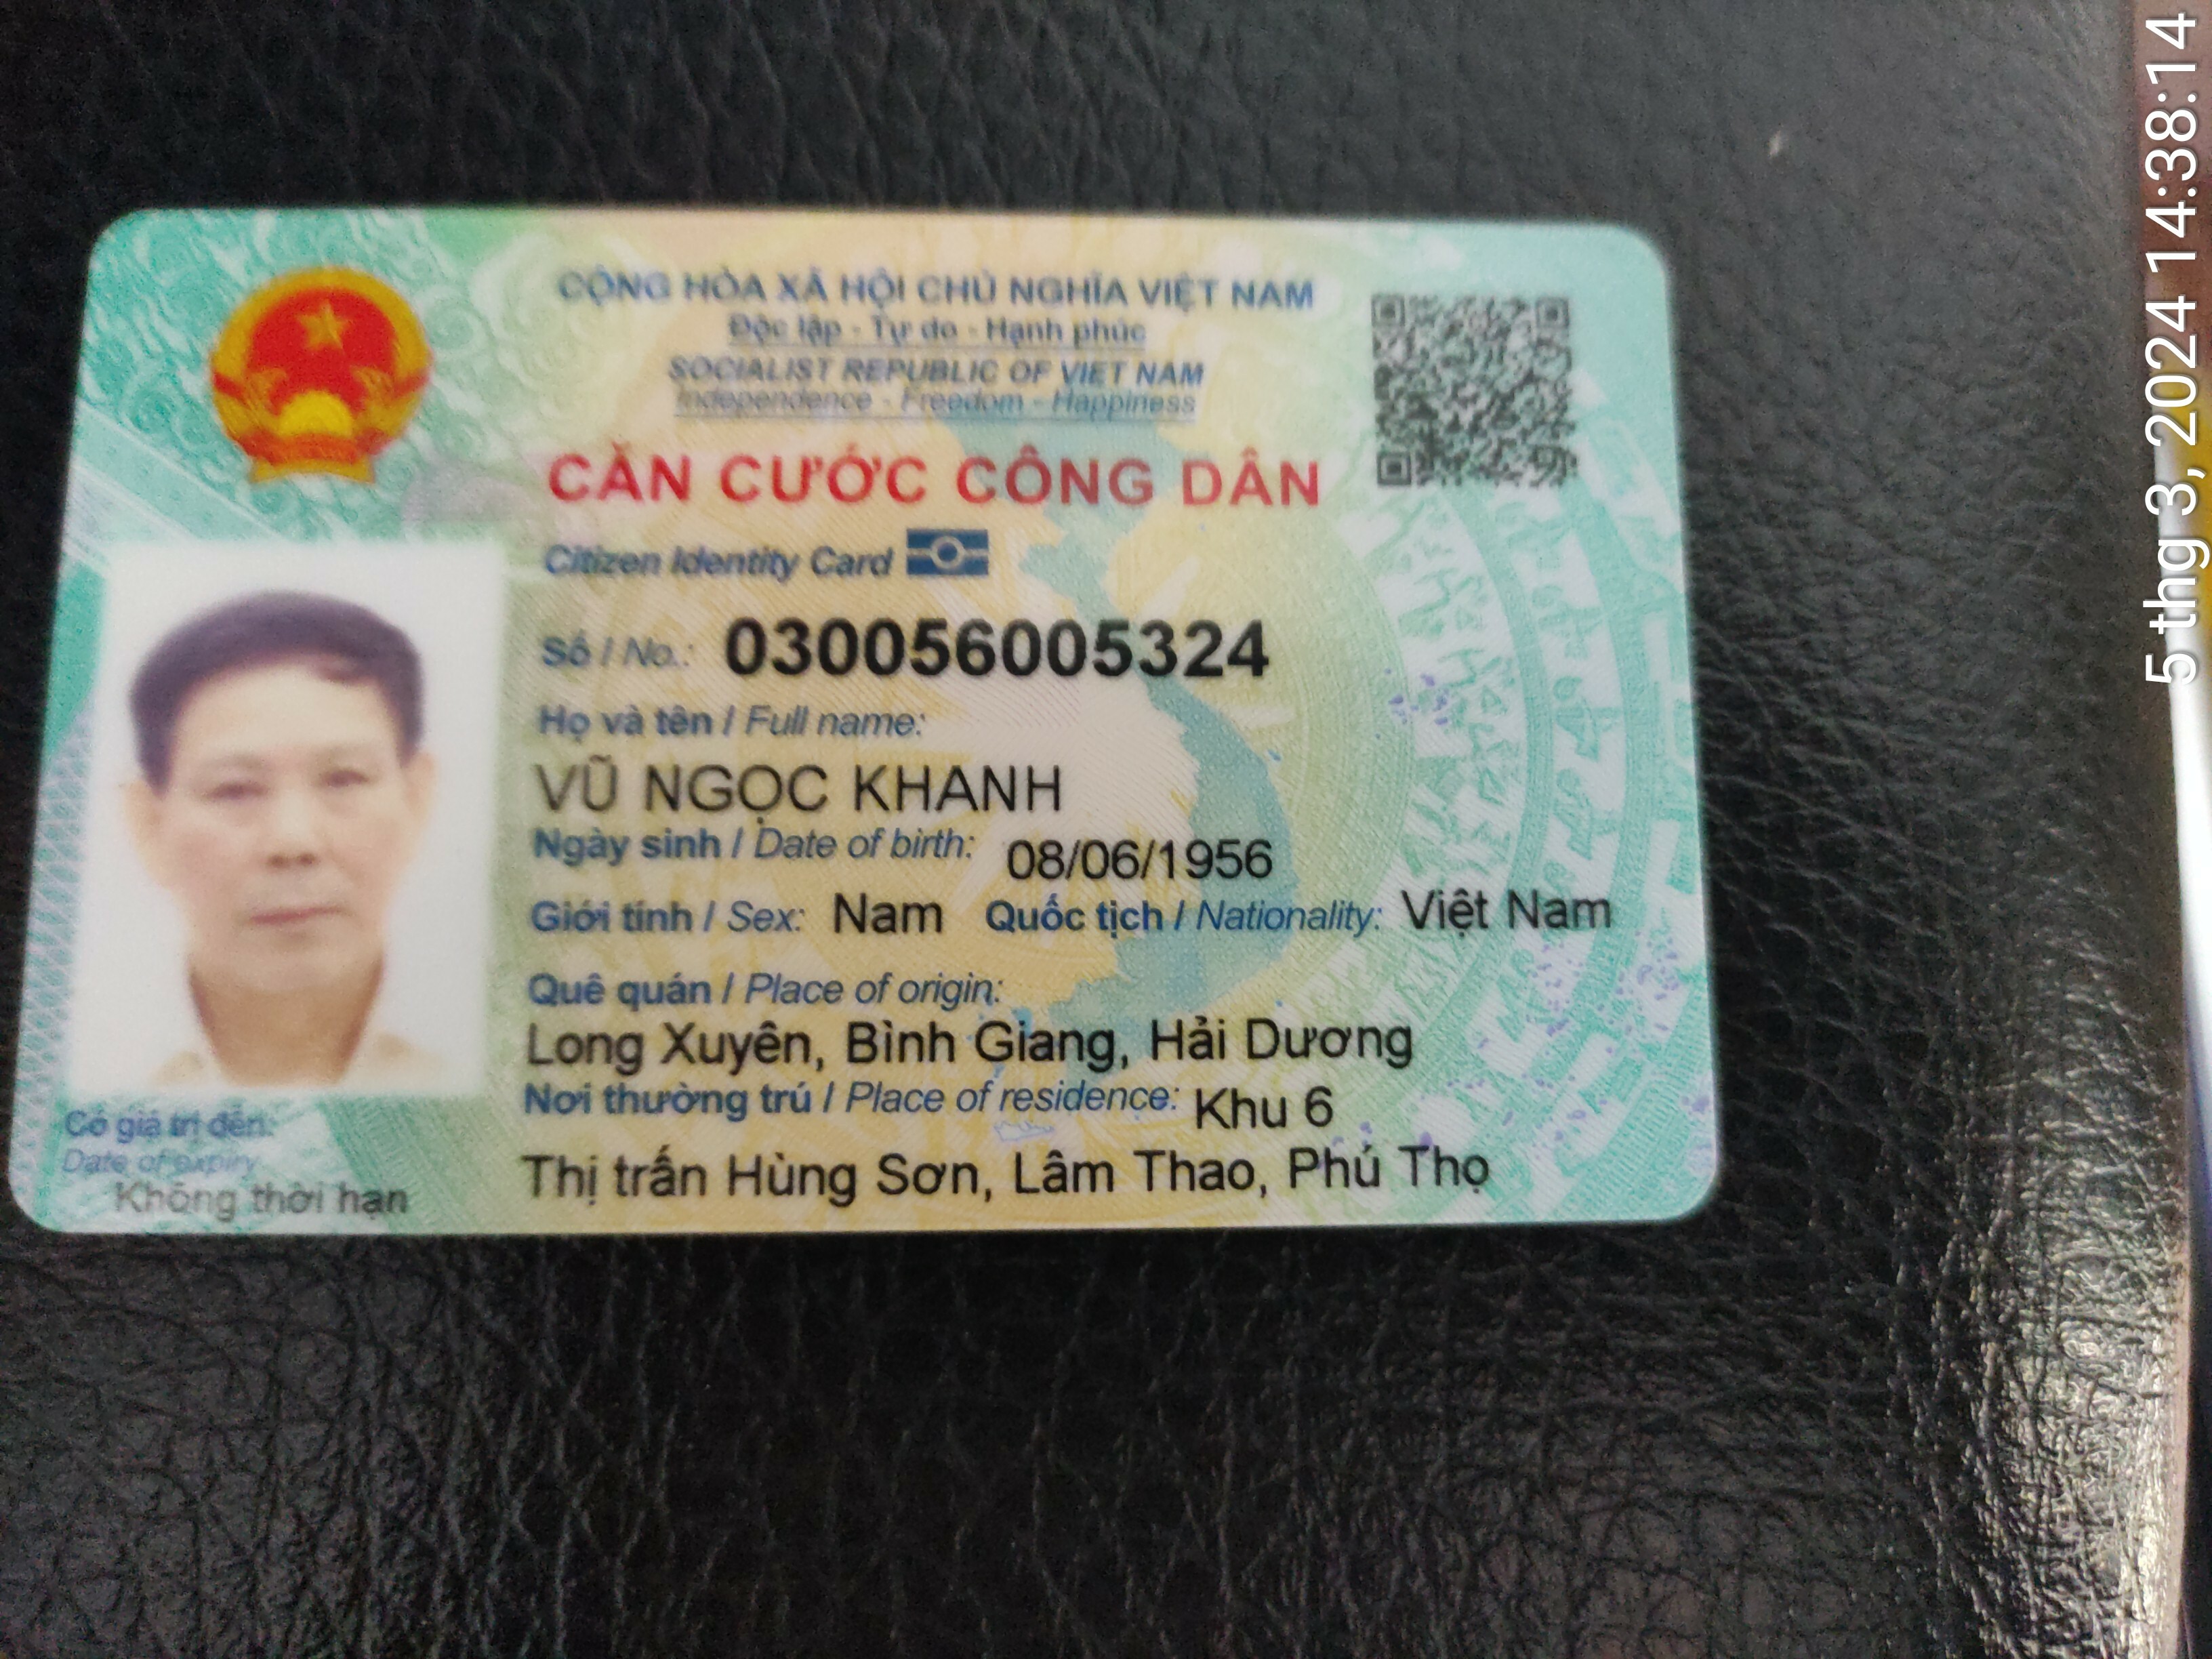 CỘNG HÒA XÃ HỘI CHỦ NGHĨA VIỆT NAM
Độc lập - Tự do - Hạnh phúc
SOCIALIST REPUBLIC OF VIET NAM
Independence - Freedom - Happiness
CĂN CƯỚC CÔNG DÂN
Citizen Identity Card
Số / No.: 030056005324
Họ và tên / Full name:
VŨ NGỌC KHANH
Ngày sinh / Date of birth: 08/06/1956
Giới tính / Sex: Nam Quốc tịch / Nationality: Việt Nam
Quê quán / Place of origin:
Long Xuyên, Bình Giang, Hải Dương
Nơi thường trú / Place of residence: Khu 6
Thị trấn Hùng Sơn, Lâm Thao, Phú Thọ
Có giá trị đến:
Date of expiry
Không thời hạn
5 thg 3, 2024 14:38:14